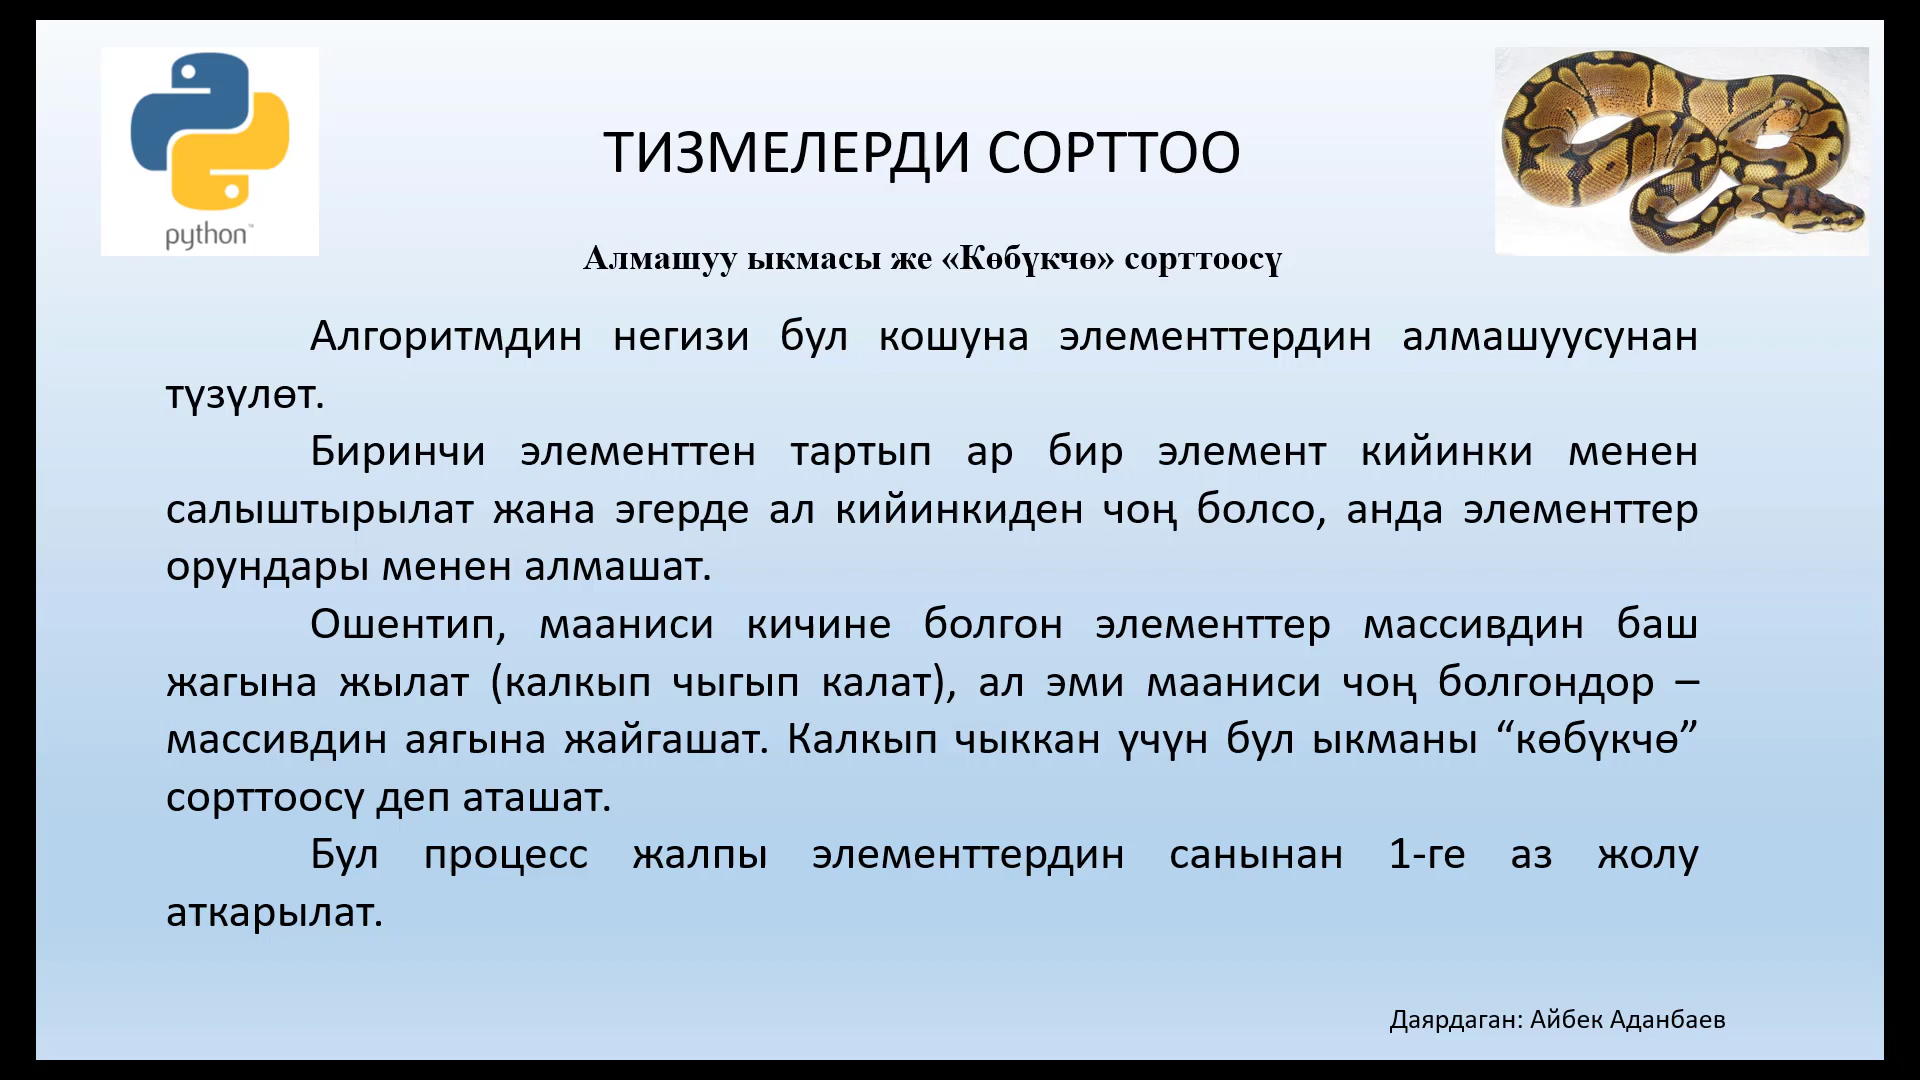 python™
ТИЗМЕЛЕРДИ СОРТТОО
Алмашуу ыкмасы же «Көбүкчө» сорттоосү
Алгоритмдин негизи бул кошуна элементтердин алмашуусунан
түзүлөт.
Биринчи элементтен тартып ар бир элемент кийинки менен
салыштырылат жана эгерде ал кийинкиден чоң болсо, анда элементтер
орундары менен алмашат.
Ошентип, мааниси кичине болгон элементтер массивдин баш
жагына жылат (калкып чыгып калат), ал эми мааниси чоң болгондор –
массивдин аягына жайгашат. Калкып чыккан үчүн бул ыкманы “көбүкчө”
сорттоосү деп аташат.
Бул процесс жалпы элементтердин санынан 1-ге аз жолу
аткарылат.
Даярдаган: Айбек Аданбаев